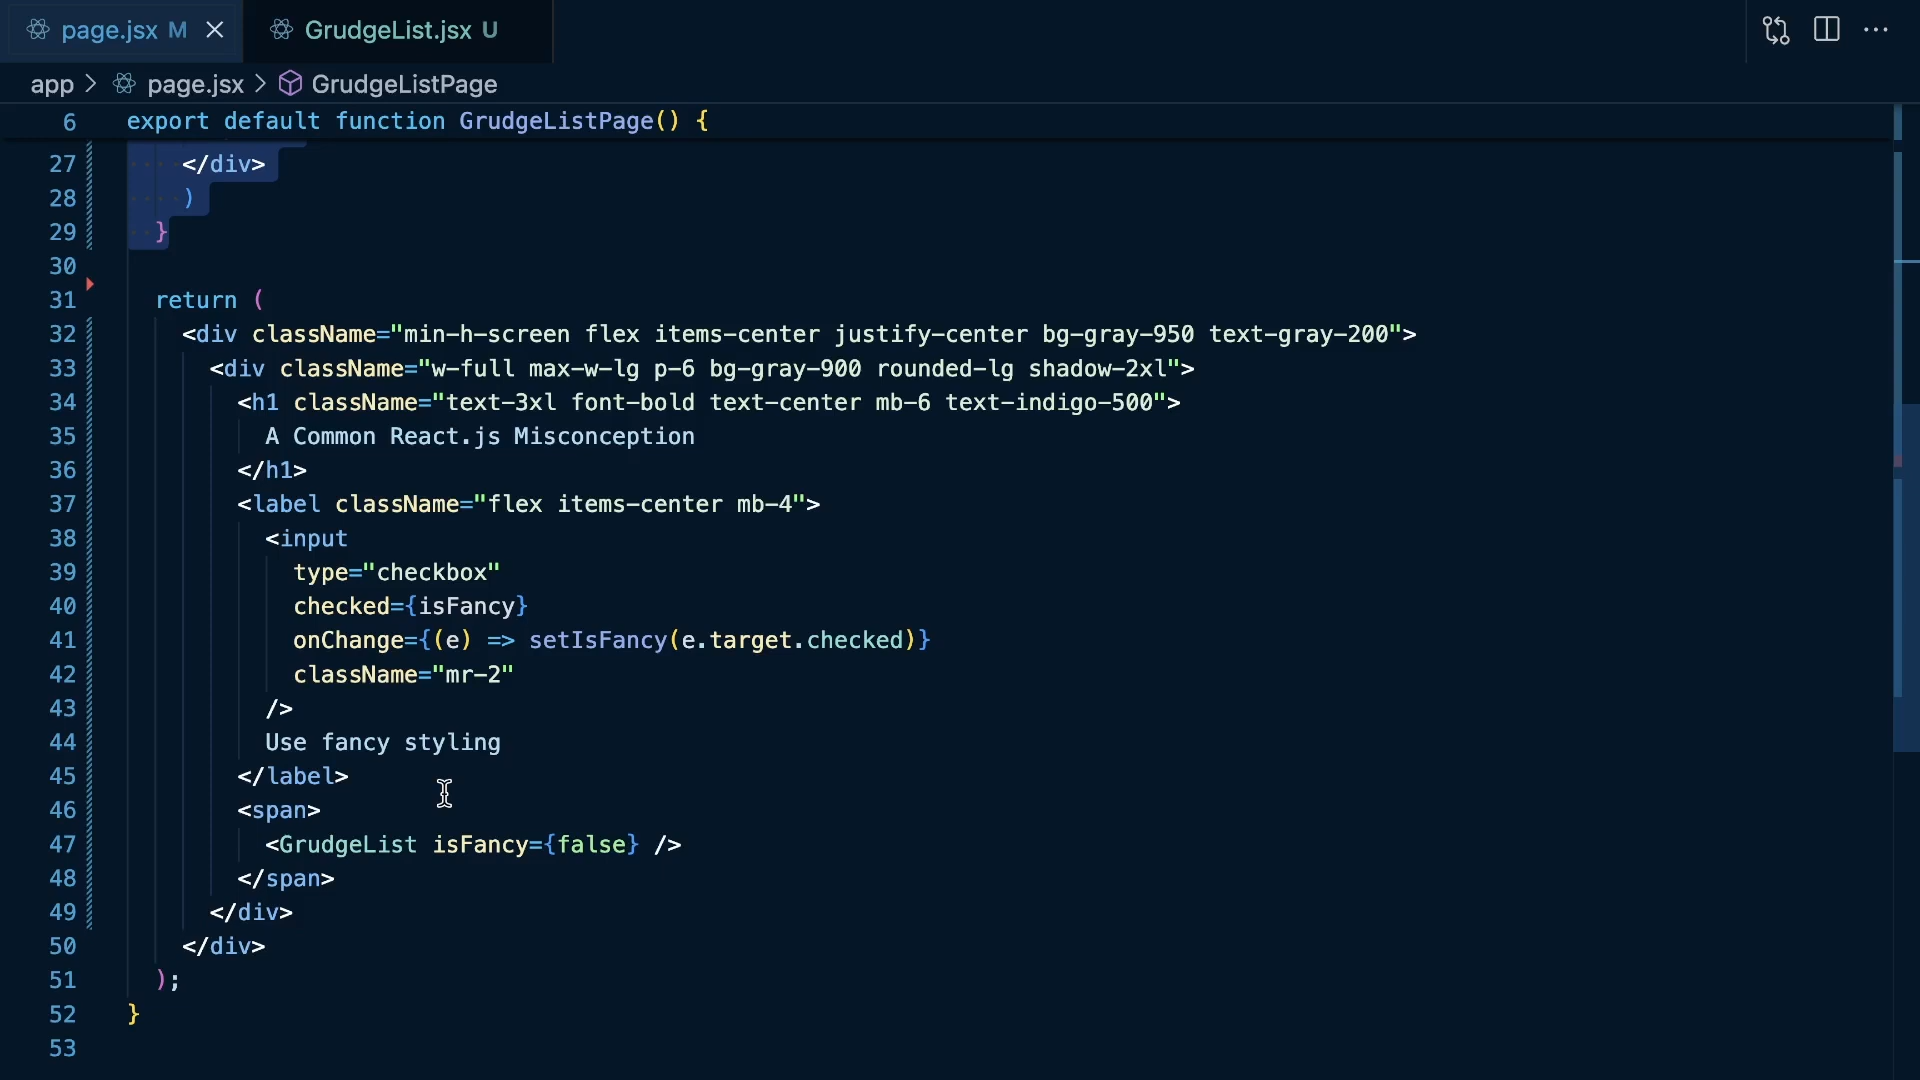 page.jsx M
GrudgeList.jsx U
app > page.jsx > GrudgeListPage
6 export default function GrudgeListPage() {
27 </div>
28 )
29 }
30
31 return (
32 <div className="min-h-screen flex items-center justify-center bg-gray-950 text-gray-200">
33 <div className="w-full max-w-lg p-6 bg-gray-900 rounded-lg shadow-2xl">
34 <h1 className="text-3xl font-bold text-center mb-6 text-indigo-500">
35 A Common React.js Misconception
36 </h1>
37 <label className="flex items-center mb-4">
38 <input
39 type="checkbox"
40 checked={isFancy}
41 onChange={(e) => setIsFancy(e.target.checked)}
42 className="mr-2"
43 />
44 Use fancy styling
45 </label>
46 <span>
47 <GrudgeList isFancy={false} />
48 </span>
49 </div>
50 </div>
51 );
52 }
53